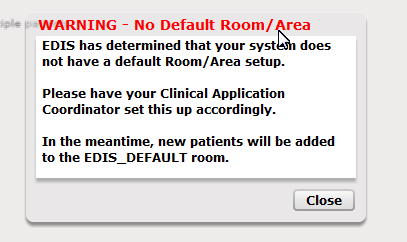 WARNING - No Default Room/Area
EDIS has determined that your system does
not have a default Room/Area setup.
Please have your Clinical Application
Coordinator set this up accordingly.
In the meantime, new patients will be added
to the EDIS_DEFAULT room.
Close